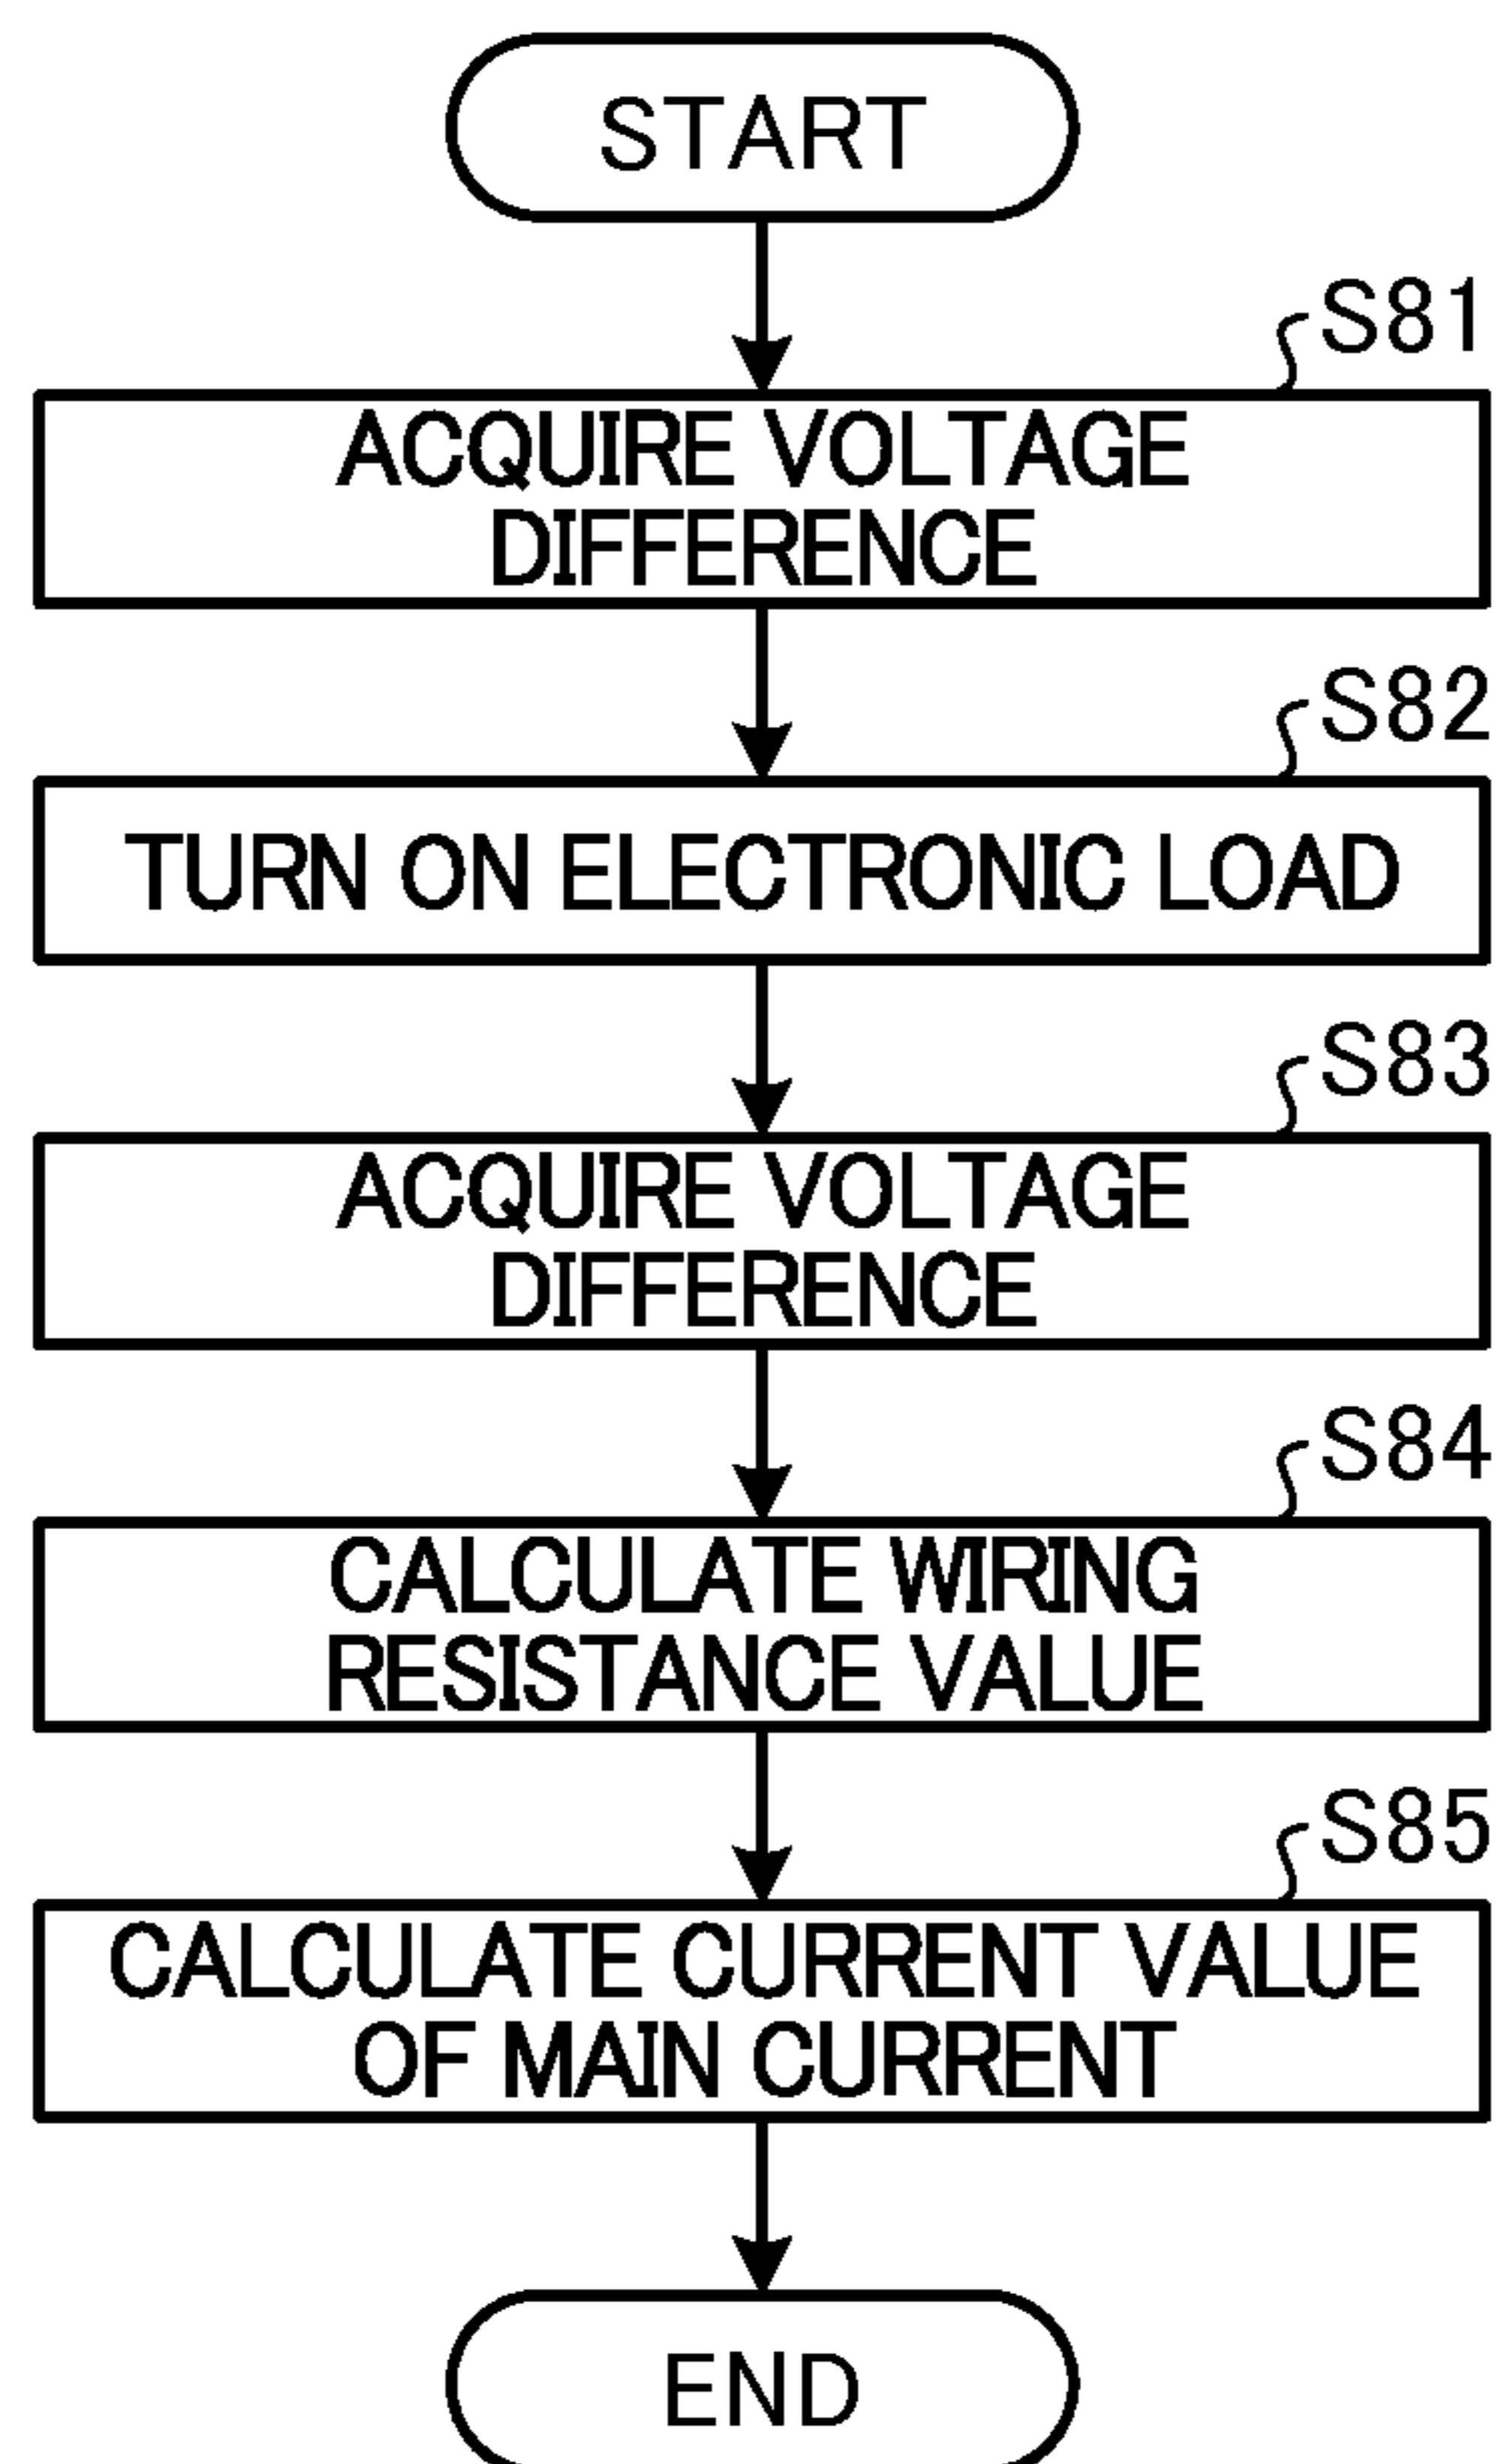 START
S81
ACQUIRE VOLTAGE
DIFFERENCE
S82
TURN ON ELECTRONIC LOAD
S83
ACQUIRE VOLTAGE
DIFFERENCE
S84
CALCULATE WIRING
RESISTANCE VALUE
S85
CALCULATE CURRENT VALUE
OF MAIN CURRENT
END